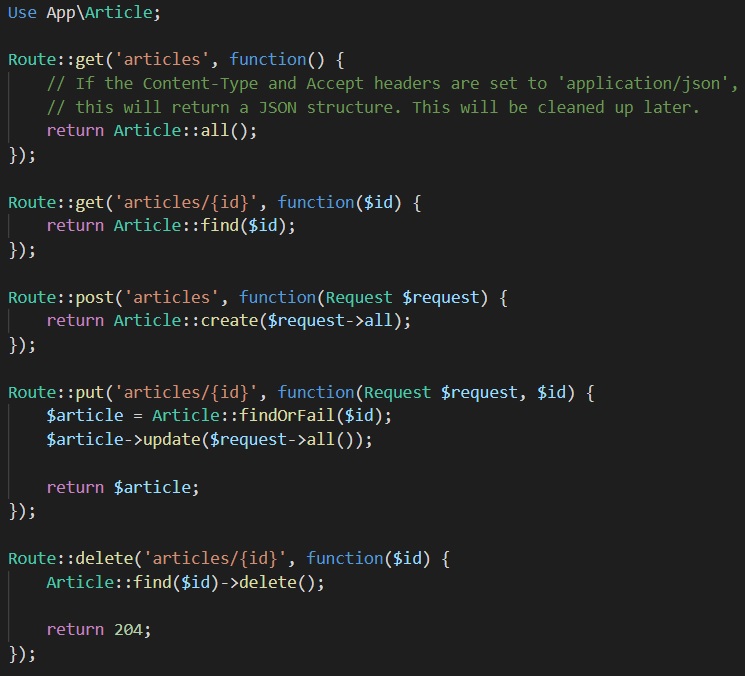 Use App\Article;

Route::get('articles', function() {
    // If the Content-Type and Accept headers are set to 'application/json',
    // this will return a JSON structure. This will be cleaned up later.
    return Article::all();
});

Route::get('articles/{id}', function($id) {
    return Article::find($id);
});

Route::post('articles', function(Request $request) {
    return Article::create($request->all);
});

Route::put('articles/{id}', function(Request $request, $id) {
    $article = Article::findOrFail($id);
    $article->update($request->all());

    return $article;
});

Route::delete('articles/{id}', function($id) {
    Article::find($id)->delete();

    return 204;
});